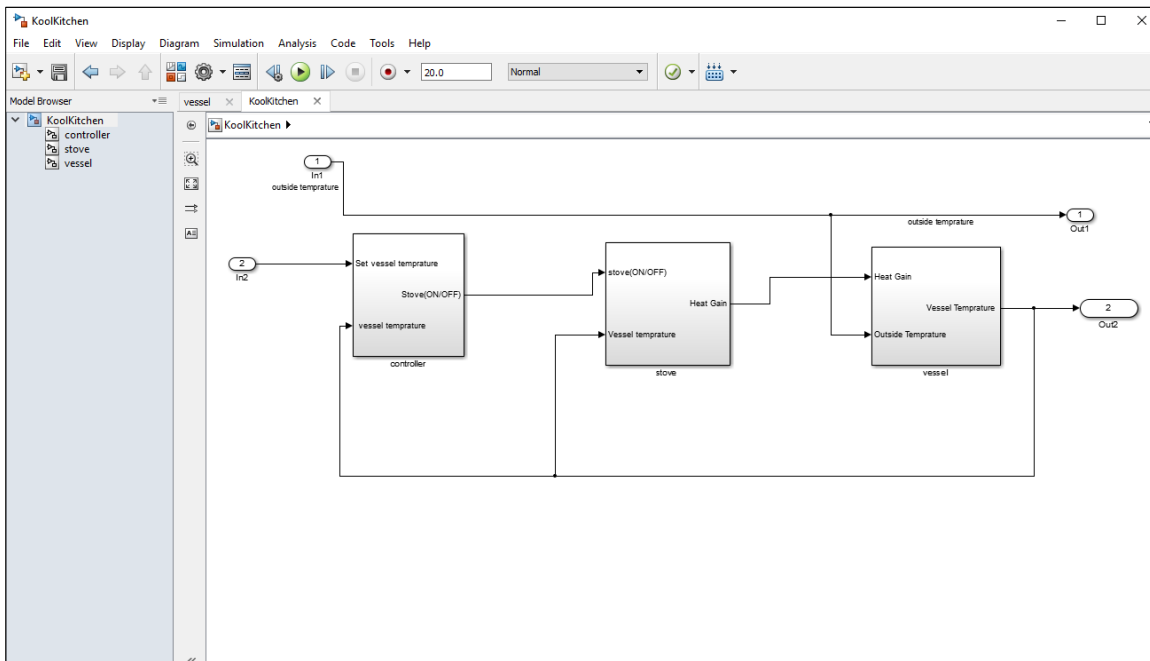 KoolKitchen
File Edit View Display Diagram Simulation Analysis Code Tools Help
20.0 Normal
Model Browser
vessel KoolKitchen
KoolKitchen
controller
stove
vessel
KoolKitchen
1
In1
outside temprature
outside temprature
1
Out1
2
In2
Set vessel temprature
Stove(ON/OFF)
vessel temprature
controller
stove(ON/OFF)
Heat Gain
Vessel temprature
stove
Heat Gain
Vessel Temprature
Outside Temprature
vessel
2
Out2